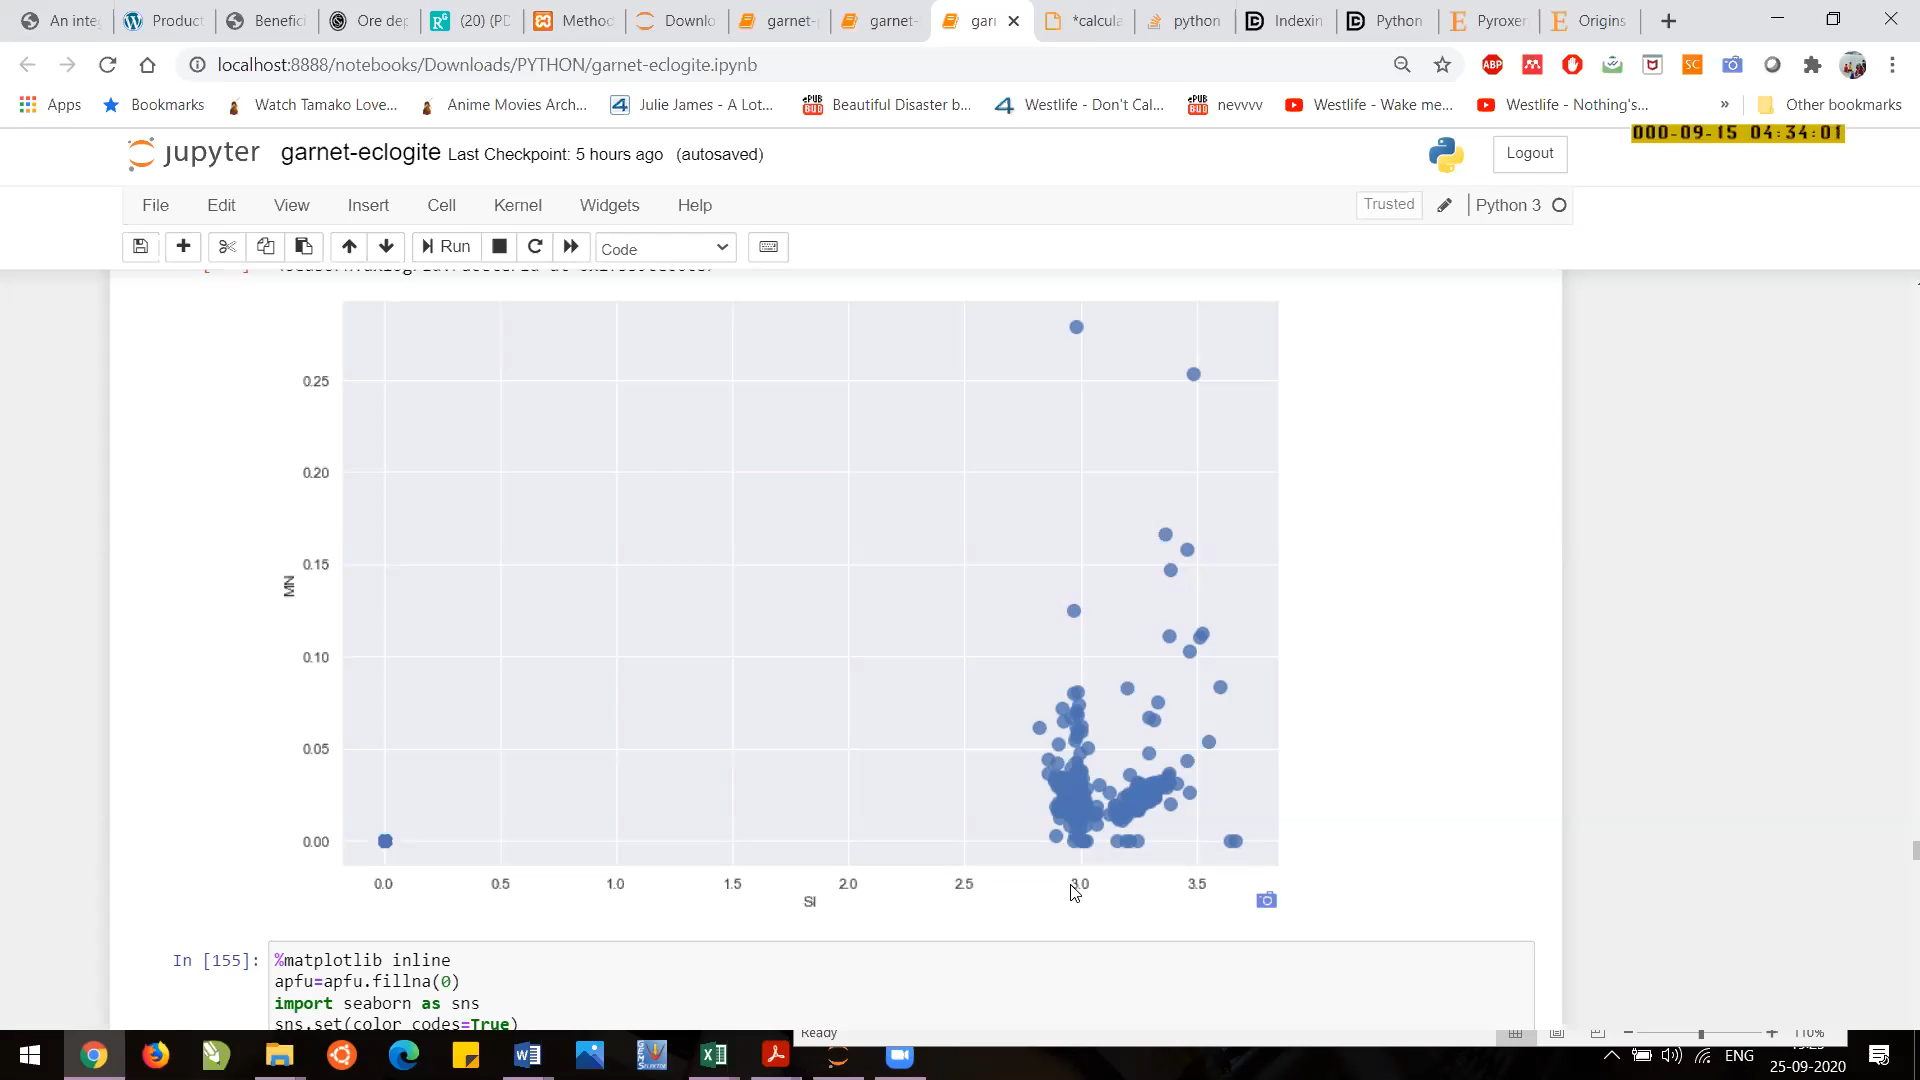 An inte
Product
Benefici
Ore dep
(20) (PD
Method
Downlo
garnet-p
garnet-
gar
*calcula
python
Indexin
Python
Pyroxen
Origins
localhost:8888/notebooks/Downloads/PYTHON/garnet-eclogite.ipynb
Apps
Bookmarks
Watch Tamako Love...
Anime Movies Arch...
Julie James - A Lot...
Beautiful Disaster b...
Westlife - Don't Cal...
nevvvv
Westlife - Wake me...
Westlife - Nothing's...
Other bookmarks
000-09-15 04:34:01
jupyter garnet-eclogite Last Checkpoint: 5 hours ago (autosaved)
Logout
File Edit View Insert Cell Kernel Widgets Help
Trusted
Python 3
Run
Code
0.25
0.20
0.15
MN
0.10
0.05
0.00
0.0 0.5 1.0 1.5 2.0 2.5 3.0 3.5
SI
In [155]: %matplotlib inline
apfu=apfu.fillna(0)
import seaborn as sns
sns.set(color_codes=True)
Ready
110%
ENG
25-09-2020